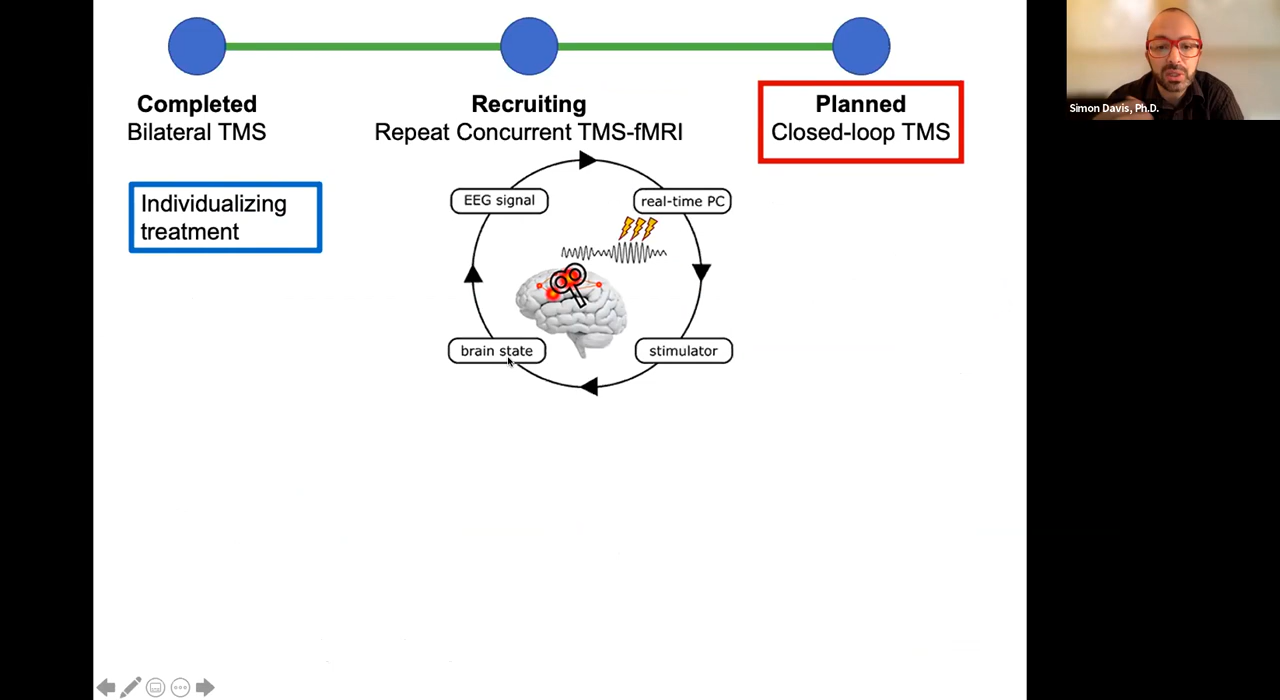 Completed
Bilateral TMS
Recruiting
Repeat Concurrent TMS-fMRI
Planned
Closed-loop TMS
Individualizing
treatment
EEG signal
real-time PC
brain state
stimulator
Simon Davis, Ph.D.